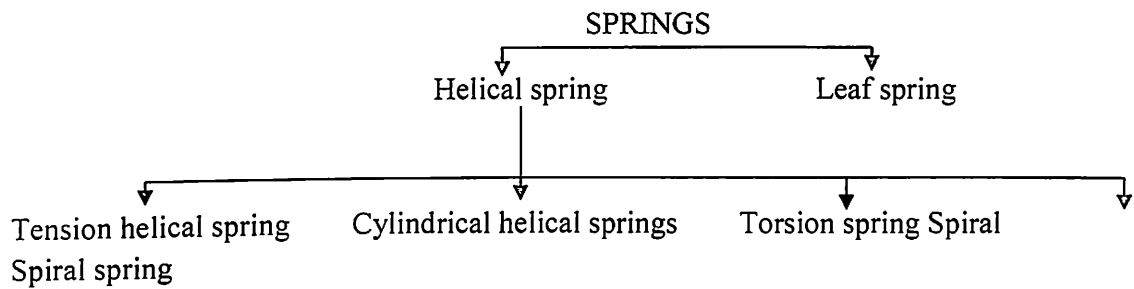 SPRINGS
Helical spring Leaf spring
Tension helical spring Cylindrical helical springs Torsion spring Spiral
Spiral spring